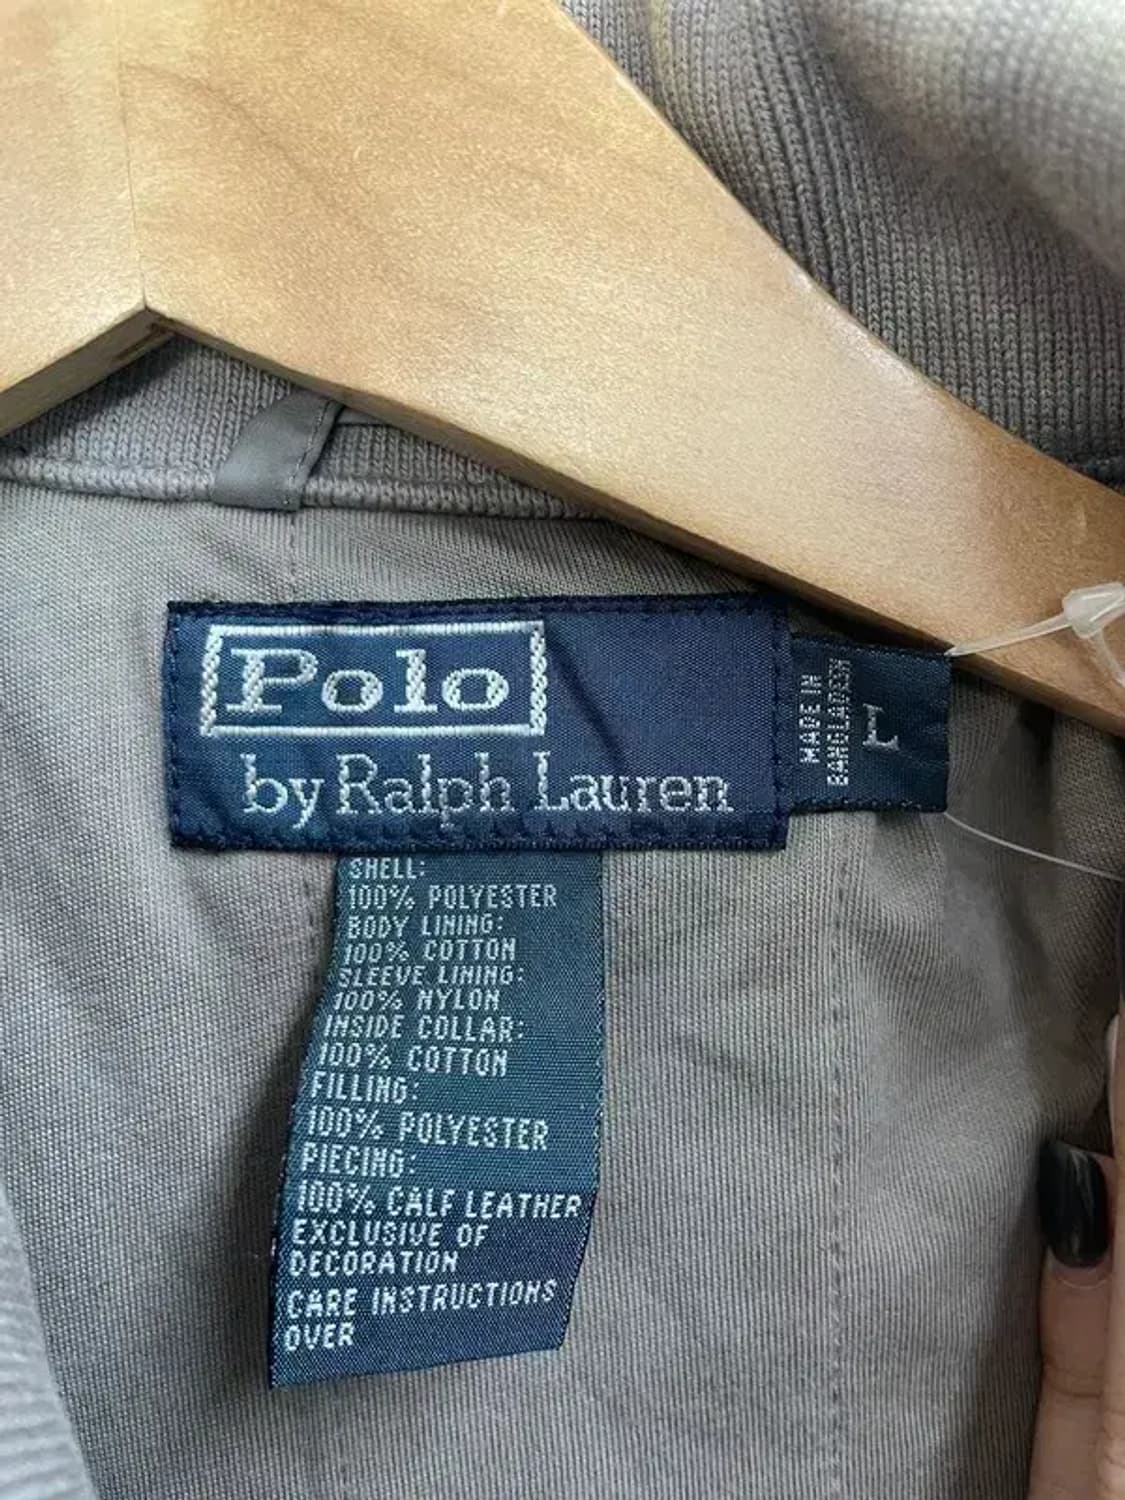 Polo
by Ralph Lauren
MADE IN
BANGLADESH
L
SHELL:
100% POLYESTER
BODY LINING:
100% COTTON
SLEEVE LINING:
100% NYLON
INSIDE COLLAR:
100% COTTON
FILLING:
100% POLYESTER
PIECING:
100% CALF LEATHER
EXCLUSIVE OF
DECORATION
CARE INSTRUCTIONS
OVER